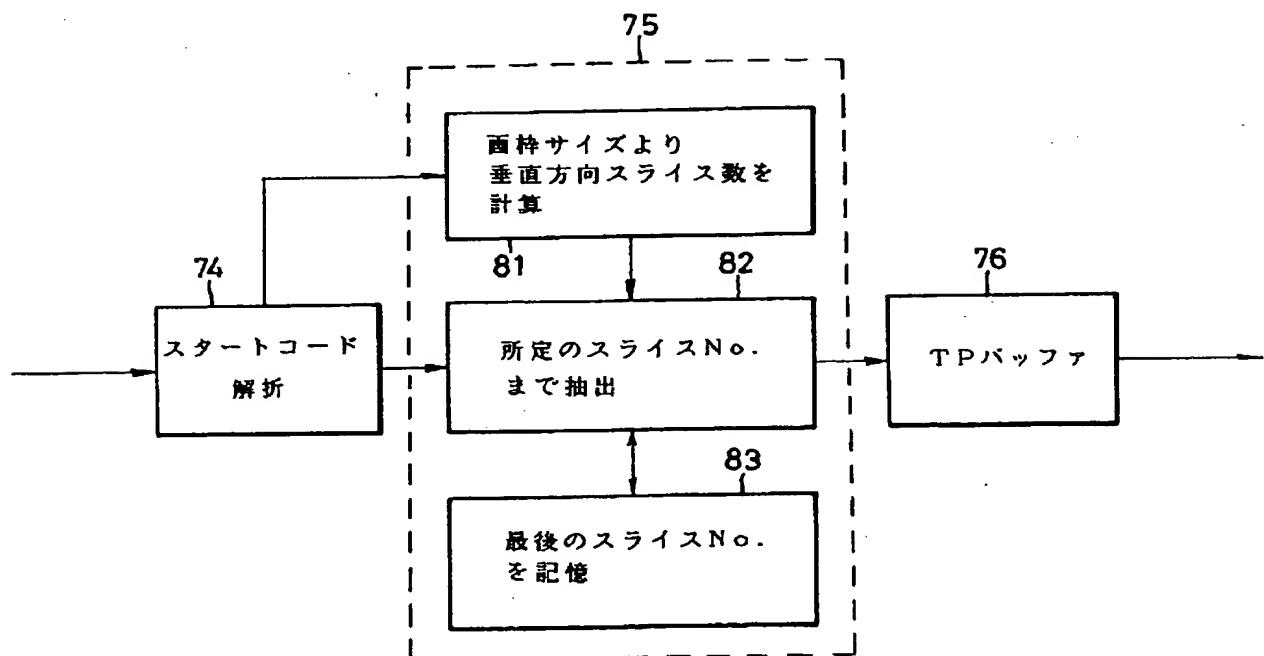 75
画枠サイズより
垂直方向スライス数を
計算
81
82
74
76
スタートコード
解折
所定のスライスNo.
まで抽出
TPバッファ
83
最後のスライスNo.
を記憶